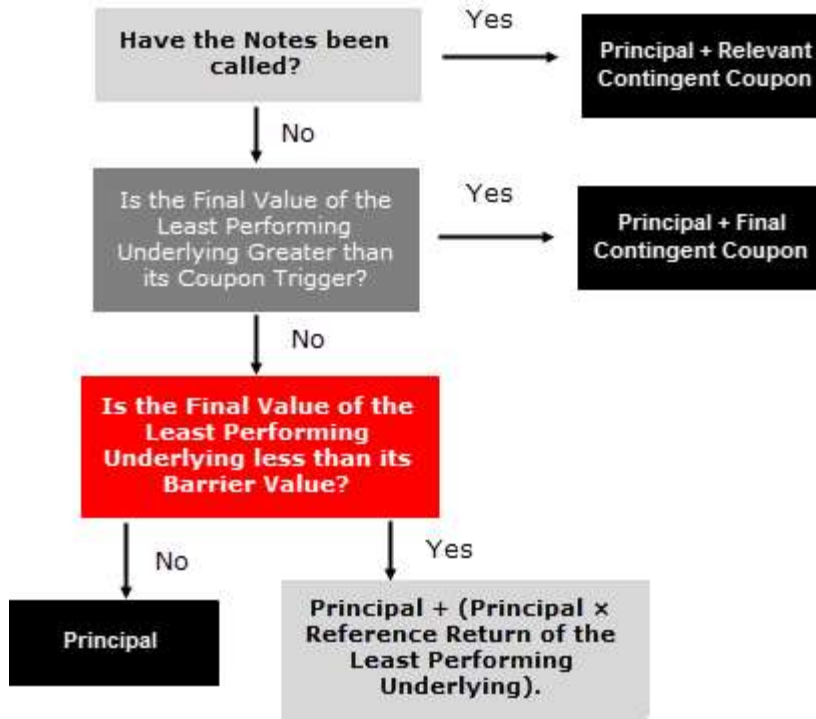 Have the Notes been
called?
Yes
Principal + Relevant
Contingent Coupon
No
Is the Final Value of the
Least Performing
Underlying Greater than
its Coupon Trigger?
Yes
Principal + Final
Contingent Coupon
No
Is the Final Value of the
Least Performing
Underlying less than its
Barrier Value?
No
Yes
Principal
Principal + (Principal ×
Reference Return of the
Least Performing
Underlying).